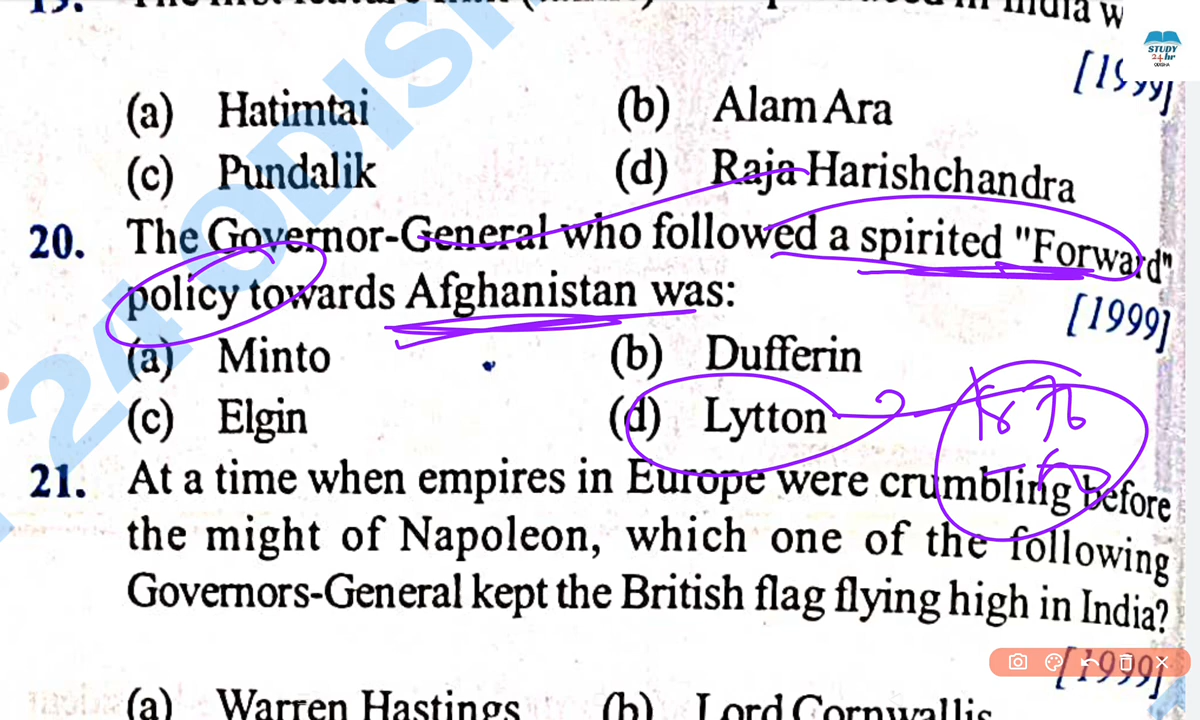 India w
STUDY
24 hr
ODISHA
(a) Hatimtai (b) Alam Ara
(c) Pundalik (d) Raja Harishchandra
20. The Governor-General who followed a spirited "Forward"
policy towards Afghanistan was:
[1999]
(a) Minto (b) Dufferin
(c) Elgin (d) Lytton
21. At a time when empires in Europe were crumbling before
the might of Napoleon, which one of the following
Governors-General kept the British flag flying high in India?
[1999]
(a) Warren Hastings (b) Lord Cornwallis